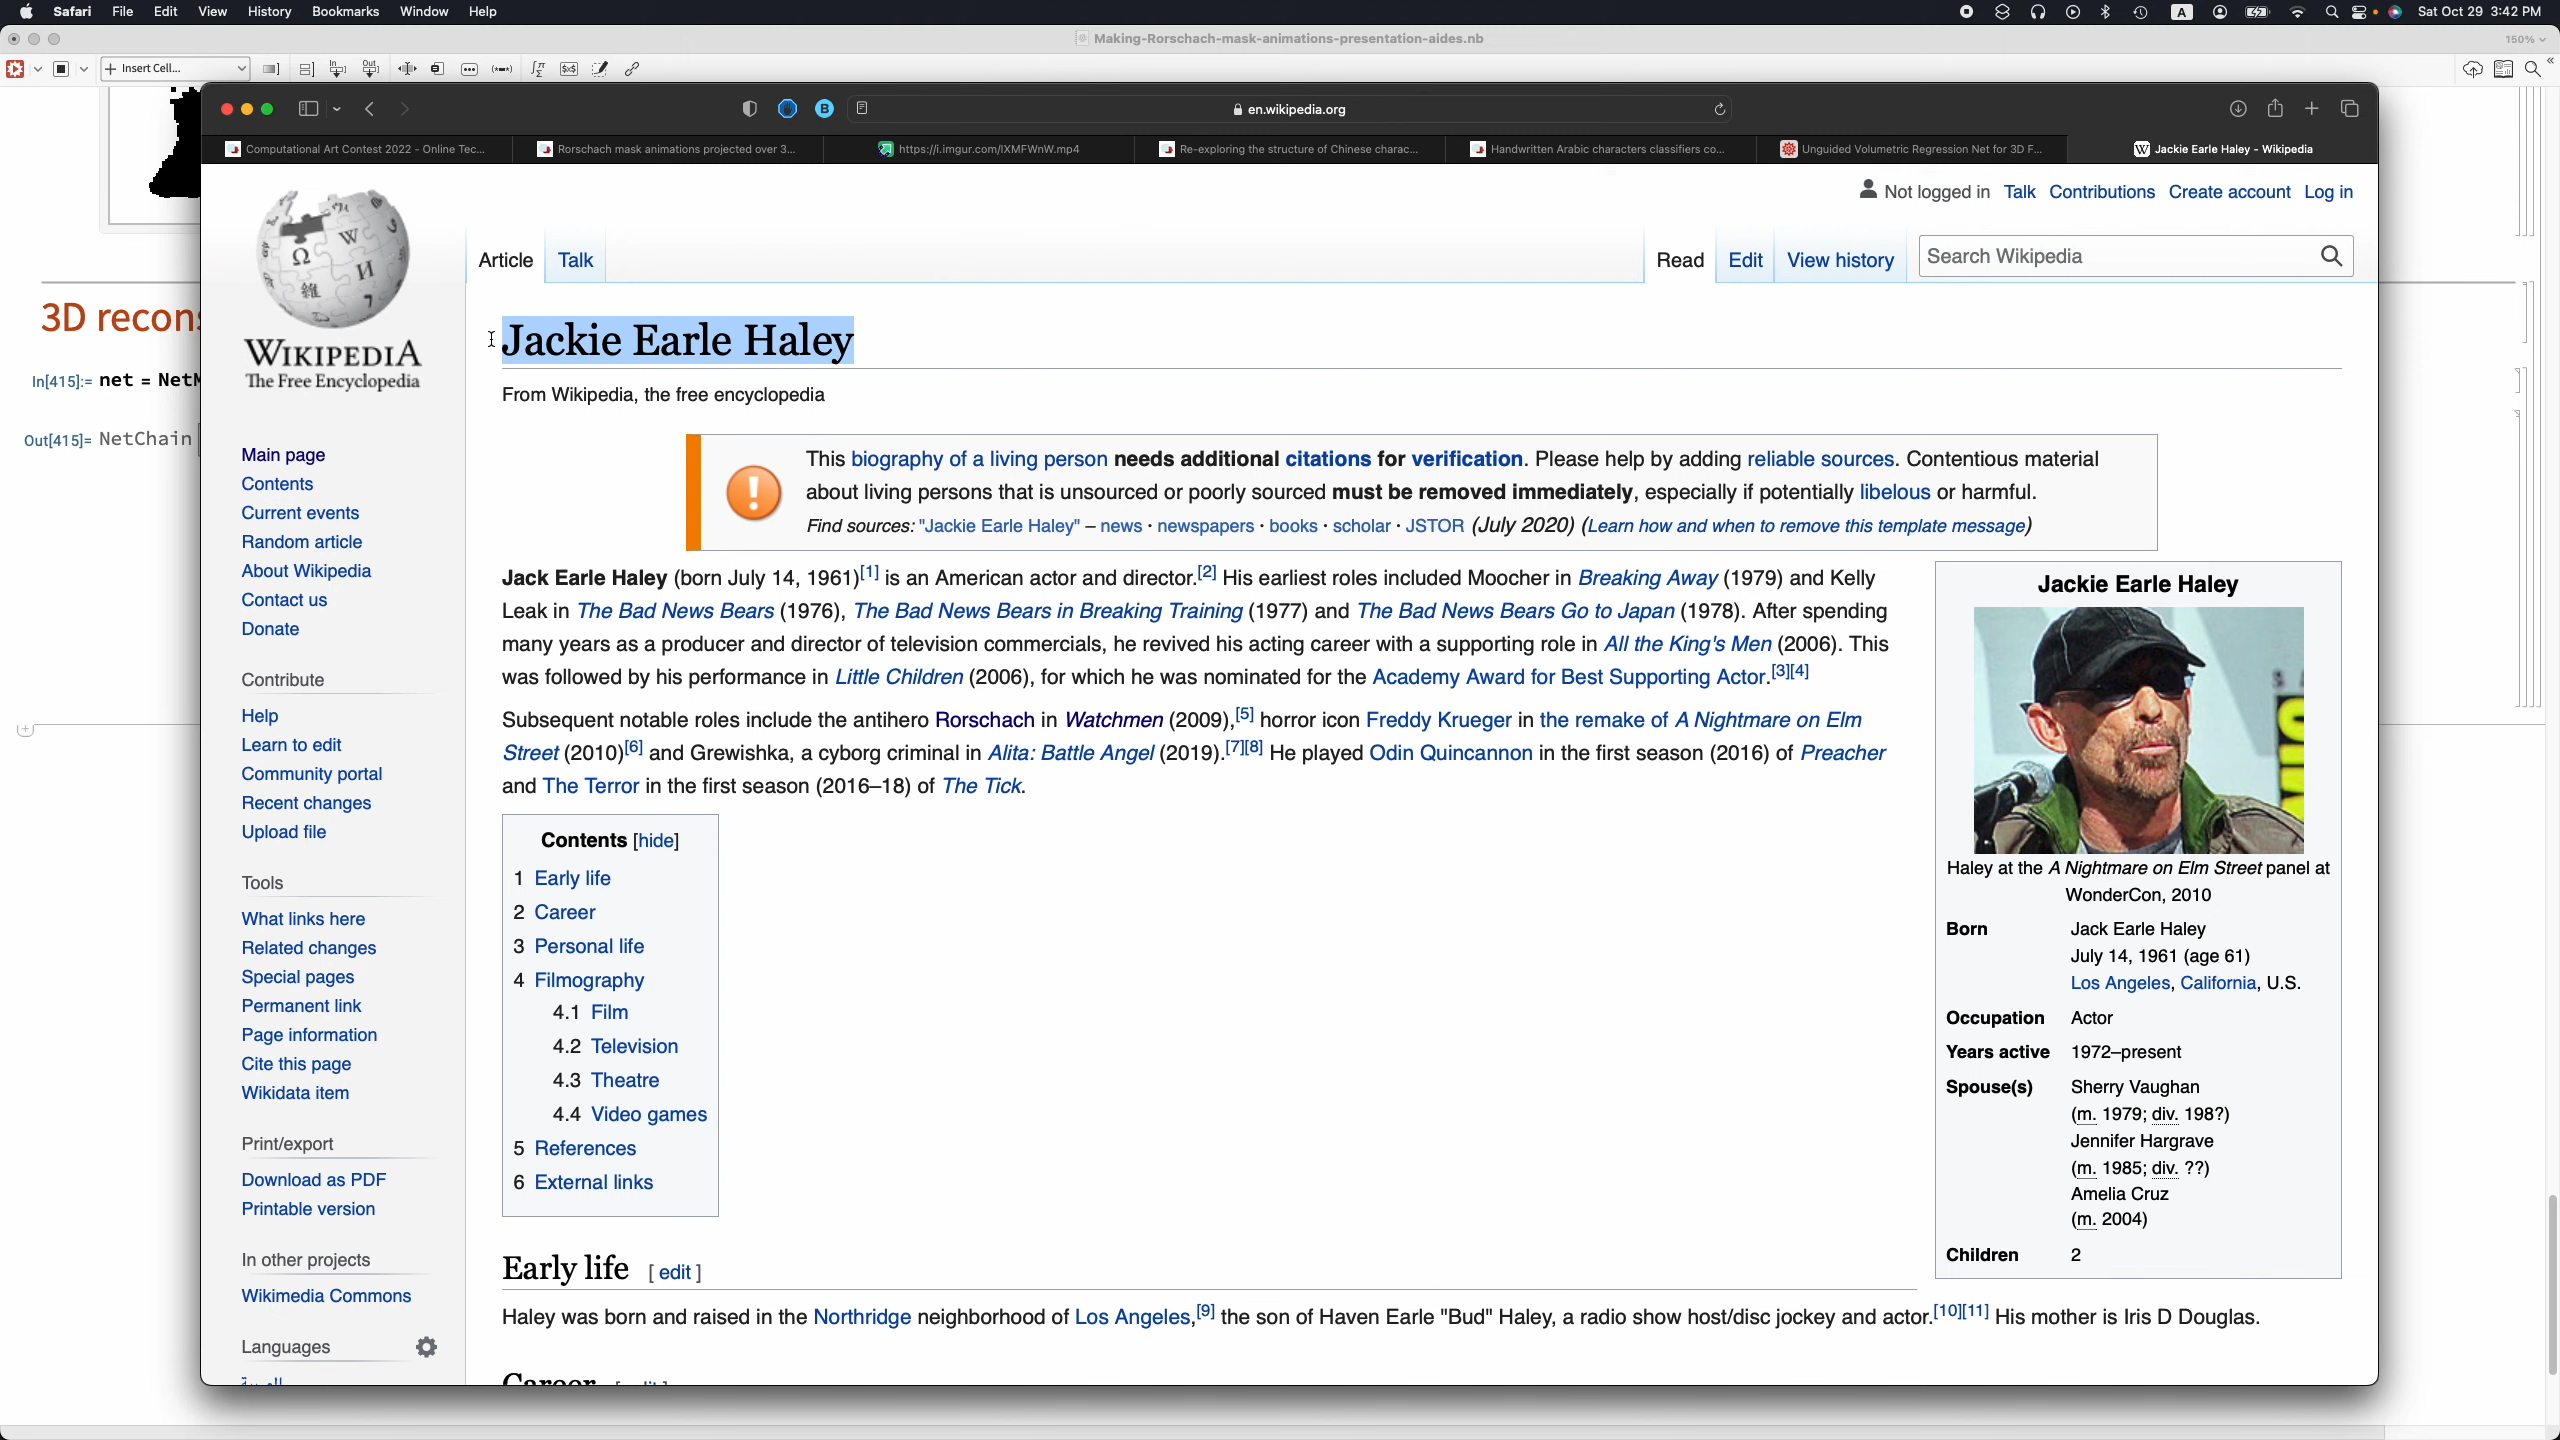 Safari File Edit View History Bookmarks Window Help
A
Sat Oct 29 3:42 PM
Making-Rorschach-mask-animations-presentation-aides.nb
150%
Insert Cell...
In[ ]
Out[ ]
en.wikipedia.org
Computational Art Contest 2022 - Online Tec...
Rorschach mask animations projected over 3...
https://i.imgur.com/IXMFWnW.mp4
Re-exploring the structure of Chinese charac...
Handwritten Arabic characters classifiers co...
Unguided Volumetric Regression Net for 3D F...
W Jackie Earle Haley - Wikipedia
3D recons
In[415]:= net = NetM
Out[415]= NetChain
WIKIPEDIA
The Free Encyclopedia
Main page
Contents
Current events
Random article
About Wikipedia
Contact us
Donate
Contribute
Help
Learn to edit
Community portal
Recent changes
Upload file
Tools
What links here
Related changes
Special pages
Permanent link
Page information
Cite this page
Wikidata item
Print/export
Download as PDF
Printable version
In other projects
Wikimedia Commons
Languages
Not logged in Talk Contributions Create account Log in
Article Talk
Read Edit View history
Search Wikipedia
Jackie Earle Haley
From Wikipedia, the free encyclopedia
This biography of a living person needs additional citations for verification. Please help by adding reliable sources. Contentious material
about living persons that is unsourced or poorly sourced must be removed immediately, especially if potentially libelous or harmful.
Find sources: "Jackie Earle Haley" – news · newspapers · books · scholar · JSTOR (July 2020) (Learn how and when to remove this template message)
Jack Earle Haley (born July 14, 1961)[1] is an American actor and director.[2] His earliest roles included Moocher in Breaking Away (1979) and Kelly
Leak in The Bad News Bears (1976), The Bad News Bears in Breaking Training (1977) and The Bad News Bears Go to Japan (1978). After spending
many years as a producer and director of television commercials, he revived his acting career with a supporting role in All the King's Men (2006). This
was followed by his performance in Little Children (2006), for which he was nominated for the Academy Award for Best Supporting Actor.[3][4]
Subsequent notable roles include the antihero Rorschach in Watchmen (2009),[5] horror icon Freddy Krueger in the remake of A Nightmare on Elm
Street (2010)[6] and Grewishka, a cyborg criminal in Alita: Battle Angel (2019).[7][8] He played Odin Quincannon in the first season (2016) of Preacher
and The Terror in the first season (2016–18) of The Tick.
Contents [hide]
1 Early life
2 Career
3 Personal life
4 Filmography
4.1 Film
4.2 Television
4.3 Theatre
4.4 Video games
5 References
6 External links
Jackie Earle Haley
Haley at the A Nightmare on Elm Street panel at
WonderCon, 2010
Born Jack Earle Haley
July 14, 1961 (age 61)
Los Angeles, California, U.S.
Occupation Actor
Years active 1972–present
Spouse(s) Sherry Vaughan
(m. 1979; div. 198?)
Jennifer Hargrave
(m. 1985; div. ??)
Amelia Cruz
(m. 2004)
Children 2
Early life [ edit ]
Haley was born and raised in the Northridge neighborhood of Los Angeles,[9] the son of Haven Earle "Bud" Haley, a radio show host/disc jockey and actor.[10][11] His mother is Iris D Douglas.
Career